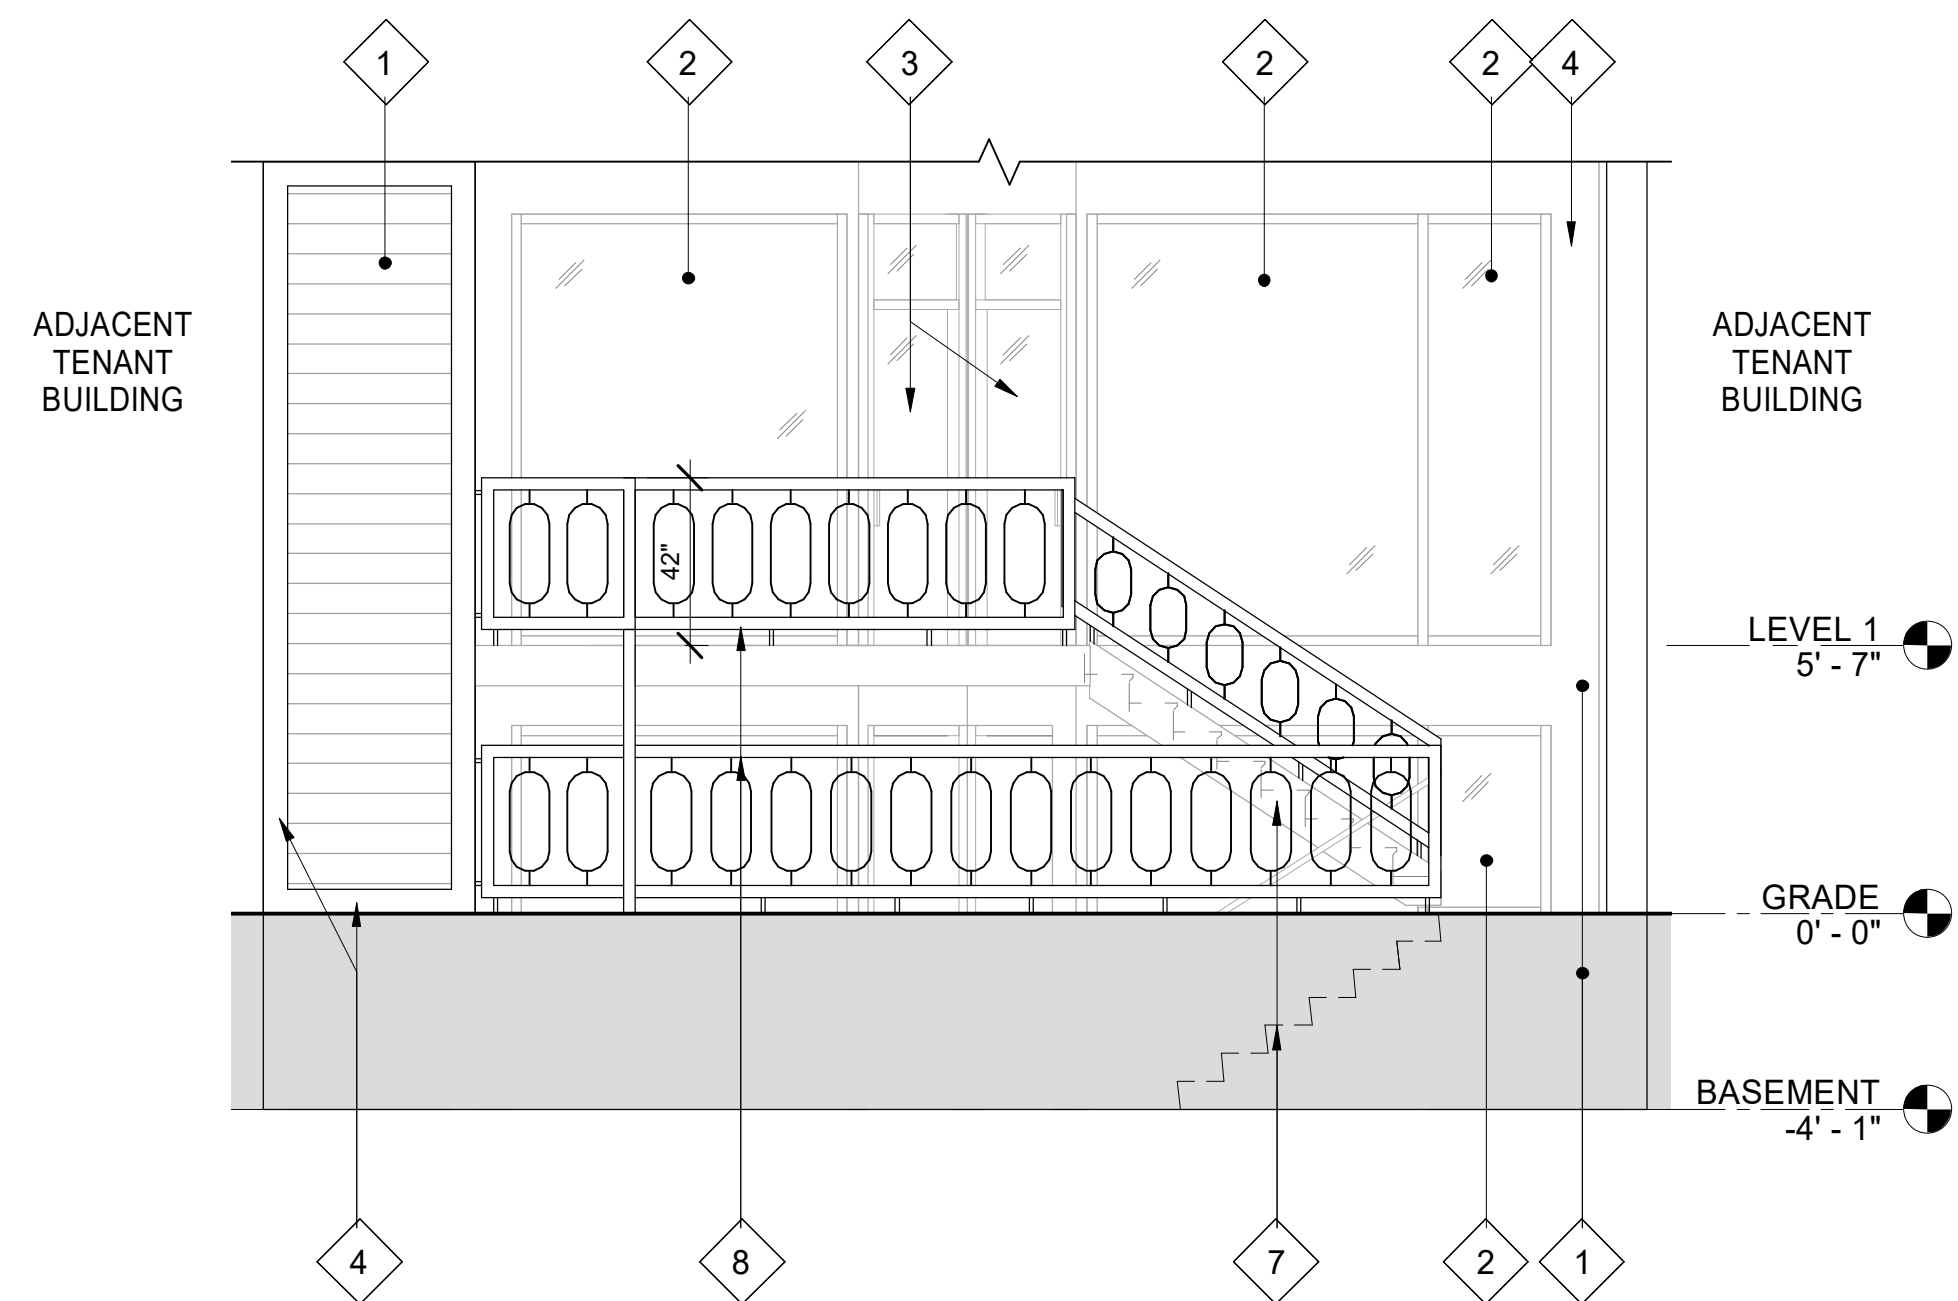 1
2
3
2
2
4
ADJACENT
TENANT
BUILDING
ADJACENT
TENANT
BUILDING
42"
LEVEL 1
5' - 7"
GRADE
0' - 0"
BASEMENT
-4' - 1"
4
8
7
2
1